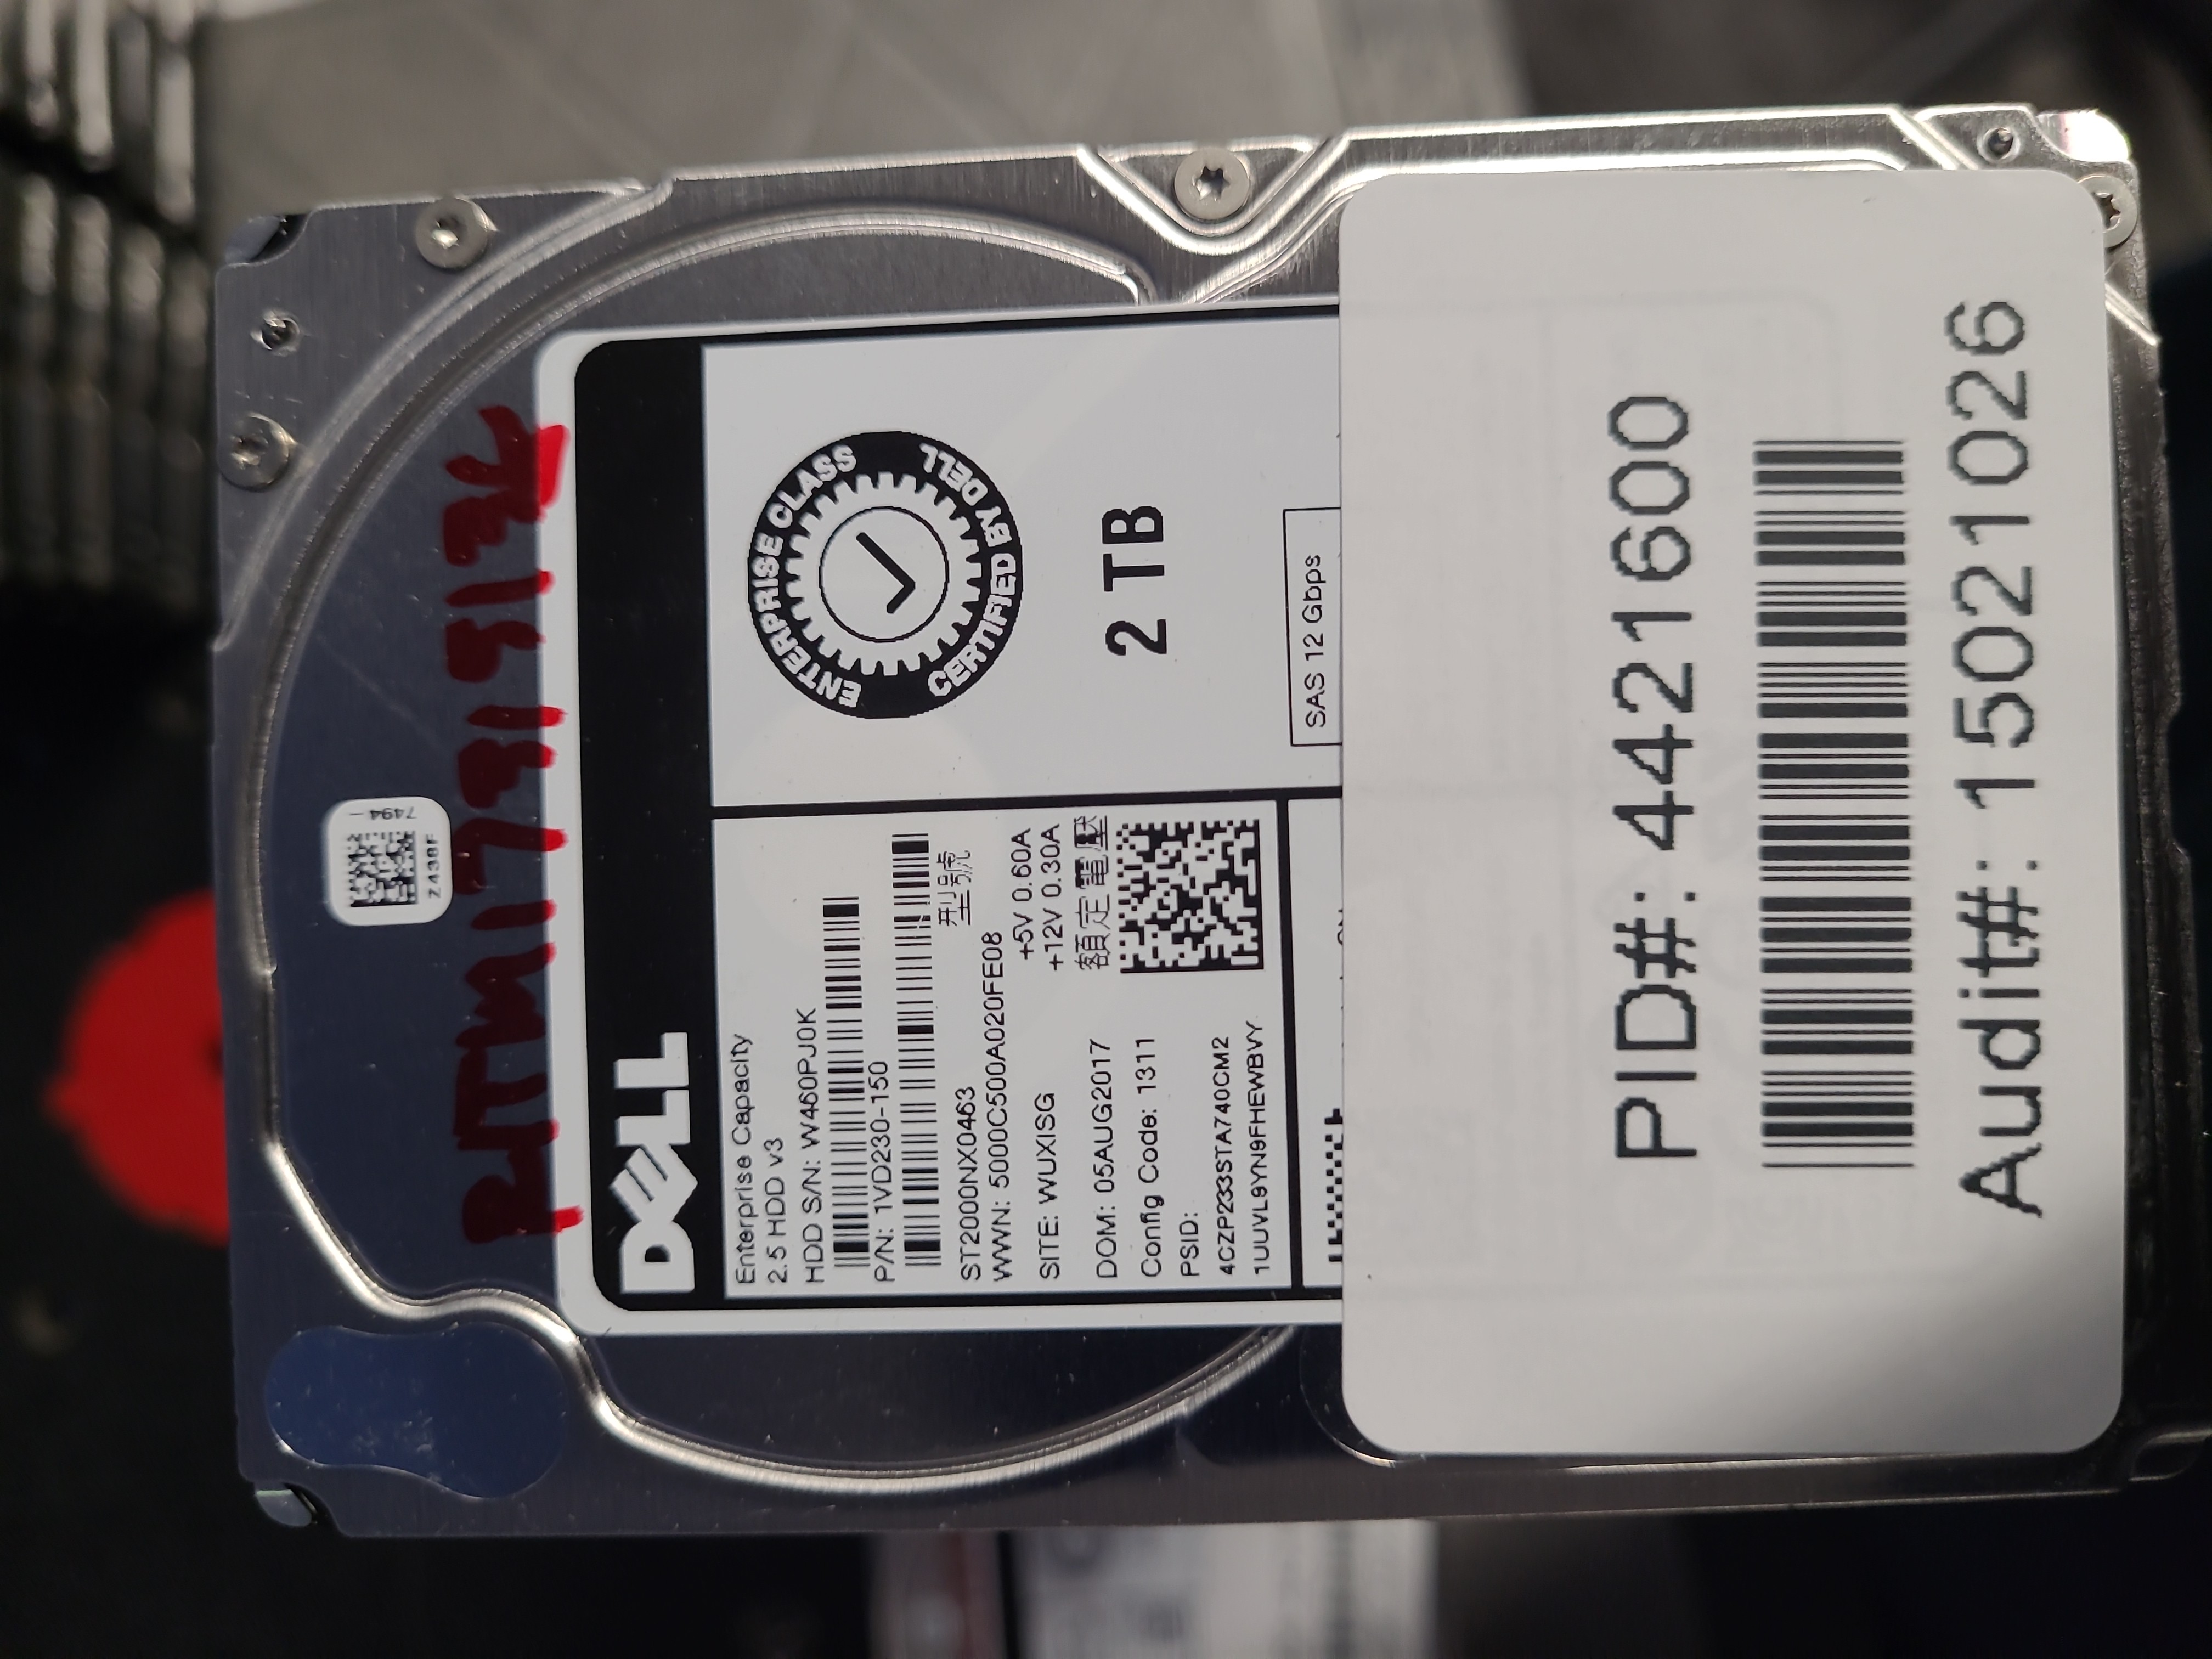 7494-
Z438F
DELL
Enterprise Capacity
2.5 HDD v3
HDD S/N: W460PJ0K
P/N: 1VD230-150
ST2000NX0463 型號
WWN: 5000C500A020FE08
+5V 0.60A
SITE: WUXISG +12V 0.30A
額定電壓
DOM: 05AUG2017
Config Code: 1311
PSID:
4CZP233STA740CM2
1UUVL9YN9FHEWBVY
ENTERPRISE CLASS
CERTIFIED BY DELL
2 TB
SAS 12 Gbps
PID#: 4421600
Audit#: 15021026